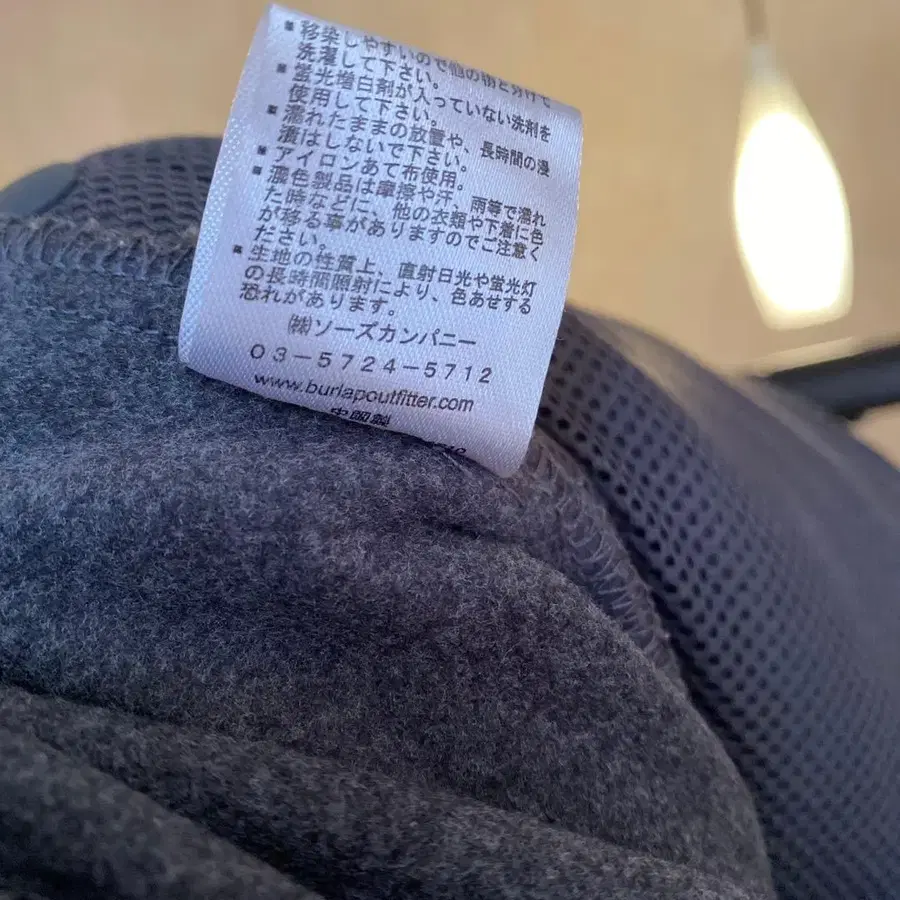 ■ 移染しやすいので他の物と分けて
洗濯して下さい。
■ 蛍光増白剤が入っていない洗剤を
使用して下さい。
■ 濡れたままの放置や、長時間の浸
漬はしないで下さい。
■ アイロンあて布使用。
■ 濃色製品は摩擦や汗、雨等で濡れ
た時などに、他の衣類や下着に色
が移る事がありますのでご注意く
ださい。
■ 生地の性質上、直射日光や蛍光灯
の長時間照射により、色あせする
恐れがあります。
㈱ソーズカンパニー
03-5724-5712
www.burlapoutfitter.com
中国製